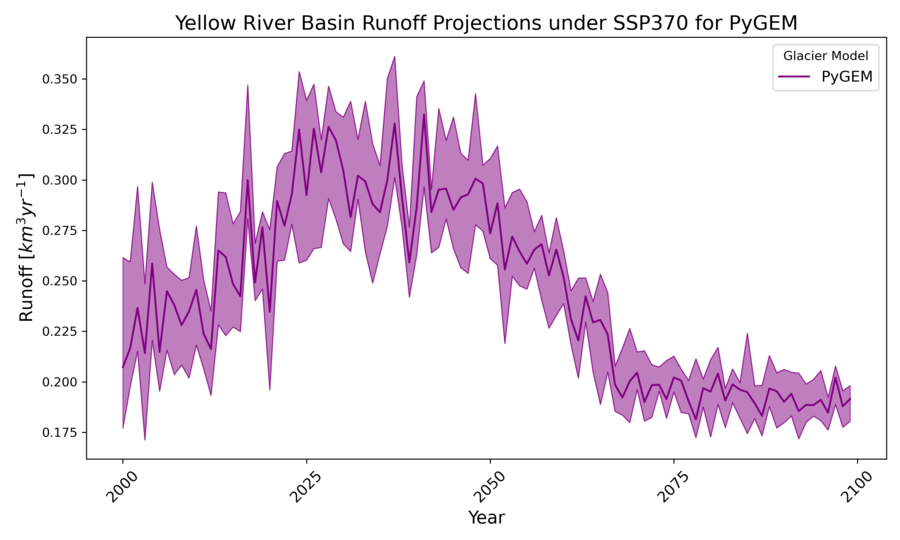 Yellow River Basin Runoff Projections under SSP370 for PyGEM
Glacier Model
PyGEM
0.350
0.325
0.300
0.275
0.250
0.225
0.200
0.175
Runoff [km³yr⁻¹]
2000
2025
2050
2075
2100
Year